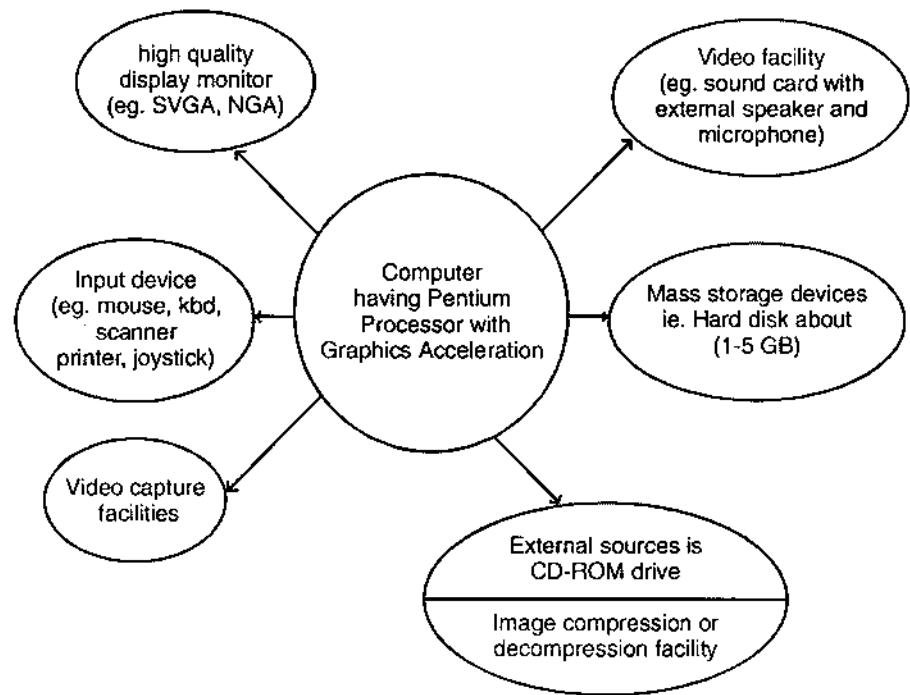 high quality
display monitor
(eg. SVGA, NGA)
Video facility
(eg. sound card with
external speaker and
microphone)
Input device
(eg. mouse, kbd,
scanner
printer, joystick)
Computer
having Pentium
Processor with
Graphics Acceleration
Mass storage devices
ie. Hard disk about
(1-5 GB)
Video capture
facilities
External sources is
CD-ROM drive
Image compression or
decompression facility